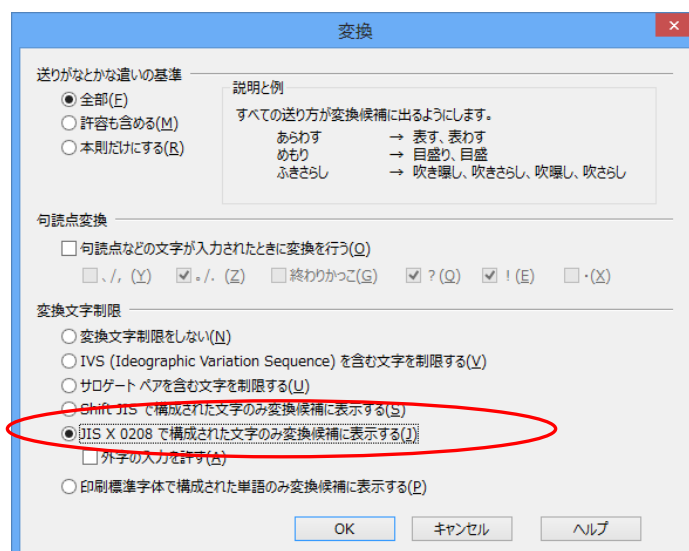 変換
送りがなとかな遣いの基準
全部(F)
許容も含める(M)
本則だけにする(R)
説明と例
すべての送り方が変換候補に出るようにします。
あらわす → 表す、表わす
めもり → 目盛り、目盛
ふきさらし → 吹き曝し、吹きさらし、吹曝し、吹さらし
句読点変換
句読点などの文字が入力されたときに変換を行う(O)
、/, (Y) 。/. (Z) 終わりかっこ(G) ? (Q) ! (E) ・(X)
変換文字制限
変換文字制限をしない(N)
IVS (Ideographic Variation Sequence) を含む文字を制限する(V)
サロゲート ペアを含む文字を制限する(U)
Shift JIS で構成された文字のみ変換候補に表示する(S)
JIS X 0208 で構成された文字のみ変換候補に表示する(J)
外字の入力を許す(A)
印刷標準字体で構成された単語のみ変換候補に表示する(P)
OK キャンセル ヘルプ